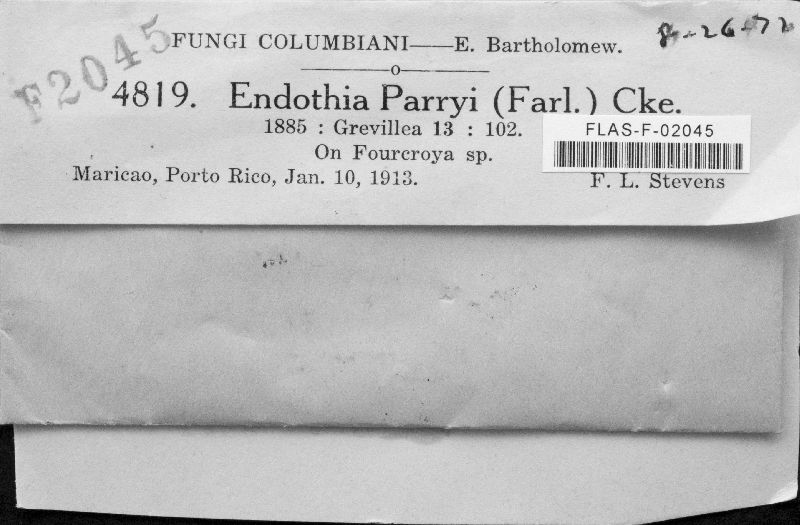 F2045
FUNGI COLUMBIANI——E. Bartholomew.
8-26-72
4819. Endothia Parryi (Farl.) Cke.
1885 : Grevillea 13 : 102.
FLAS-F-02045
On Fourcroya sp.
Maricao, Porto Rico, Jan. 10, 1913. F. L. Stevens